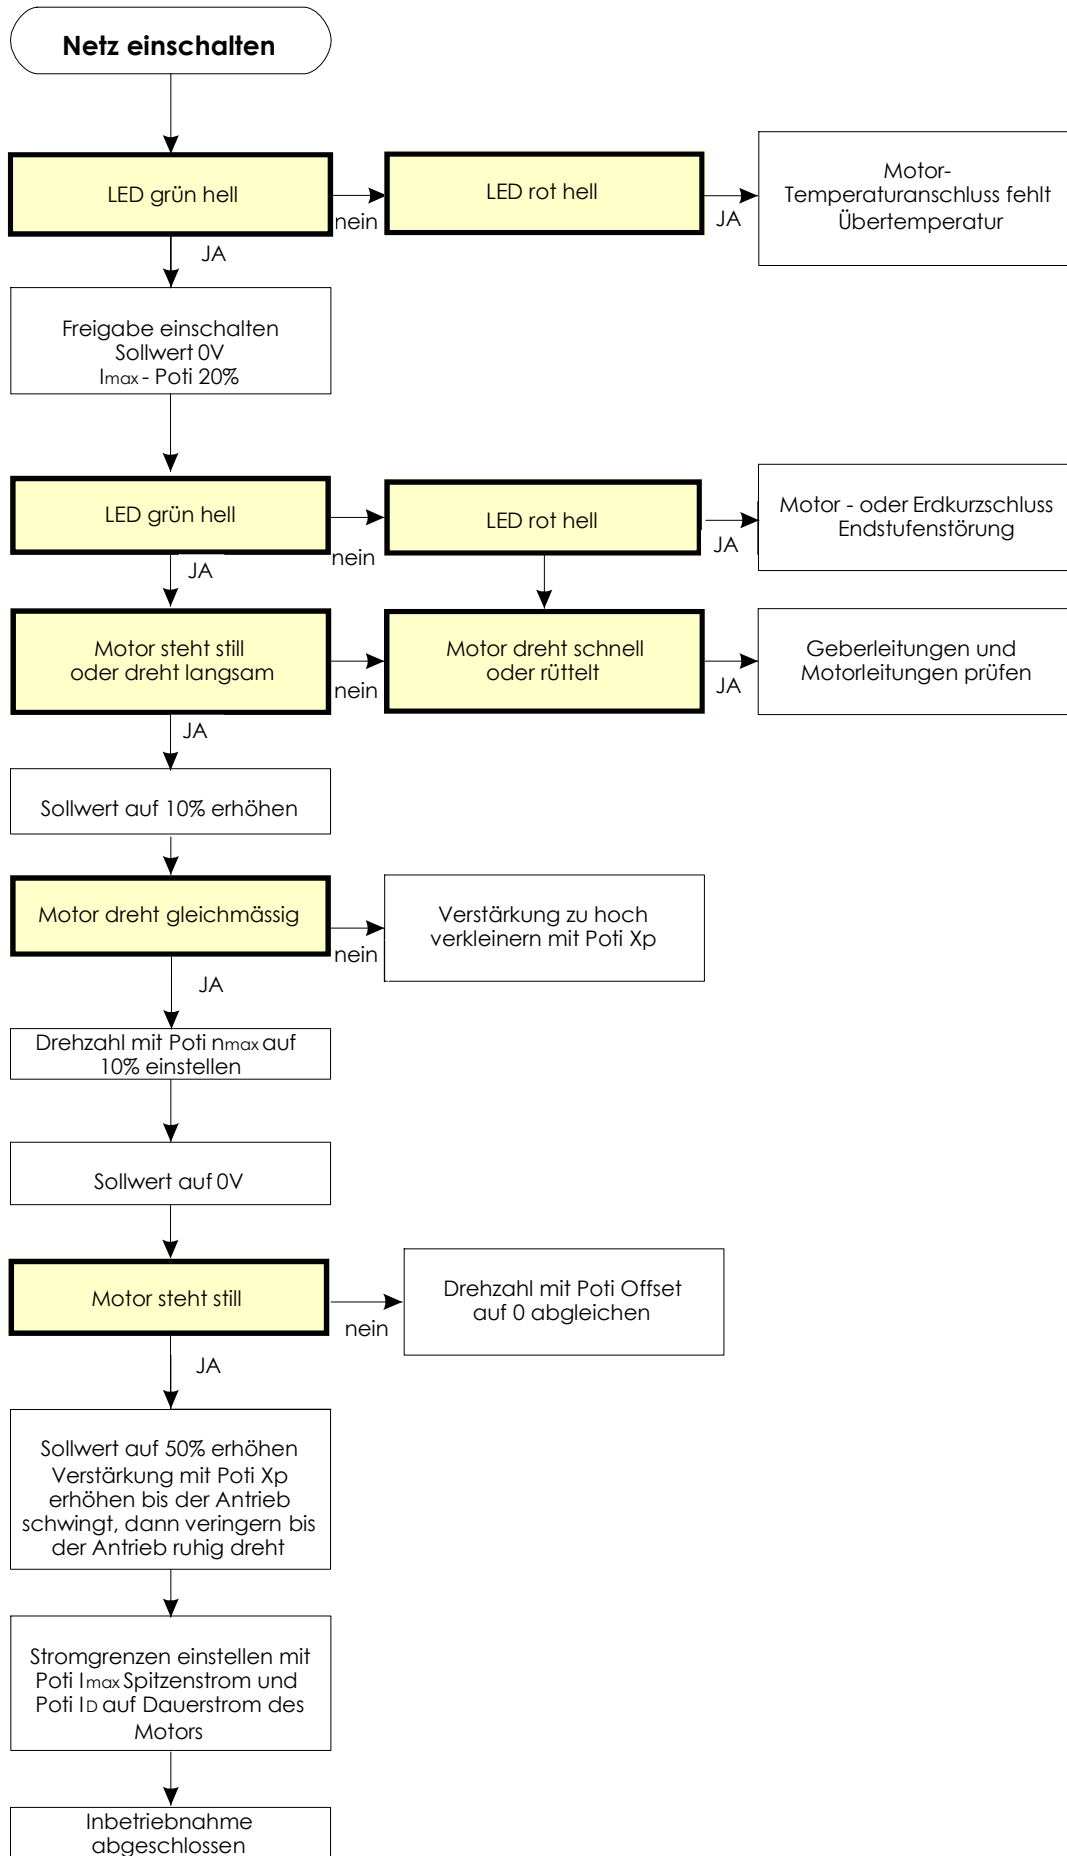 Netz einschalten
LED grün hell
nein
LED rot hell
JA
Motor-
Temperaturanschluss fehlt
Übertemperatur
JA
Freigabe einschalten
Sollwert 0V
Imax - Poti 20%
LED grün hell
nein
LED rot hell
JA
Motor - oder Erdkurzschluss
Endstufenstörung
JA
Motor steht still
oder dreht langsam
nein
Motor dreht schnell
oder rüttelt
JA
Geberleitungen und
Motorleitungen prüfen
JA
Sollwert auf 10% erhöhen
Motor dreht gleichmässig
nein
Verstärkung zu hoch
verkleinern mit Poti Xp
JA
Drehzahl mit Poti nmax auf
10% einstellen
Sollwert auf 0V
Motor steht still
nein
Drehzahl mit Poti Offset
auf 0 abgleichen
JA
Sollwert auf 50% erhöhen
Verstärkung mit Poti Xp
erhöhen bis der Antrieb
schwingt, dann veringern bis
der Antrieb ruhig dreht
Stromgrenzen einstellen mit
Poti Imax Spitzenstrom und
Poti ID auf Dauerstrom des
Motors
Inbetriebnahme
abgeschlossen